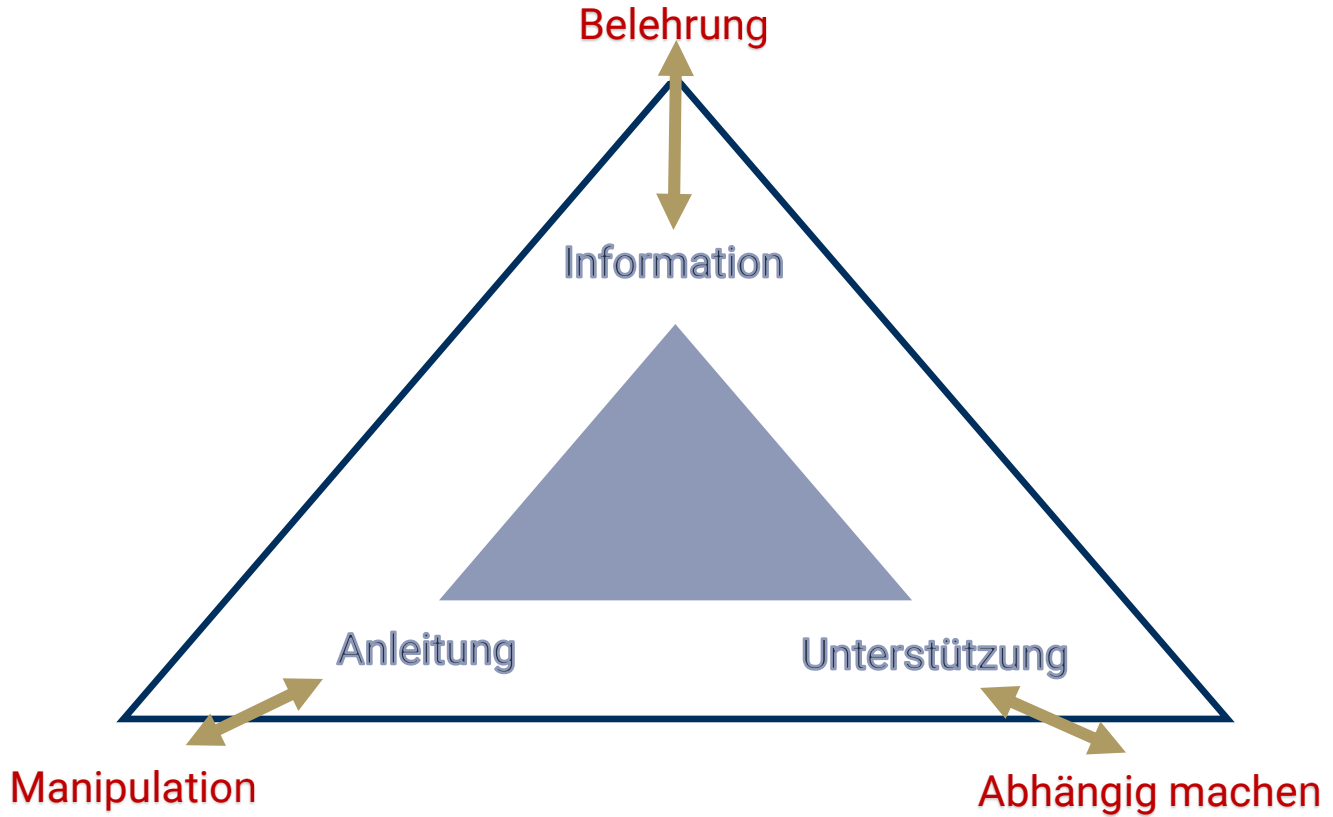 Belehrung
Information
Anleitung
Unterstützung
Manipulation
Abhängig machen